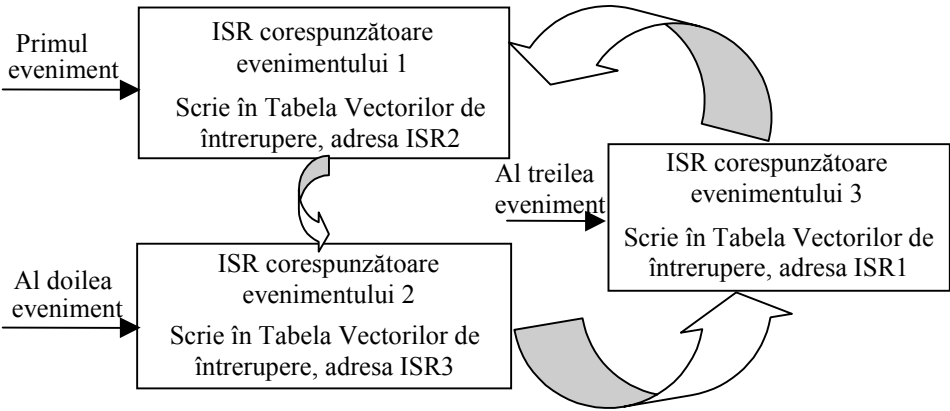 Primul
eveniment
ISR corespunzătoare
evenimentului 1
Scrie în Tabela Vectorilor de
întrerupere, adresa ISR2
Al doilea
eveniment
ISR corespunzătoare
evenimentului 2
Scrie în Tabela Vectorilor de
întrerupere, adresa ISR3
Al treilea
eveniment
ISR corespunzătoare
evenimentului 3
Scrie în Tabela Vectorilor de
întrerupere, adresa ISR1